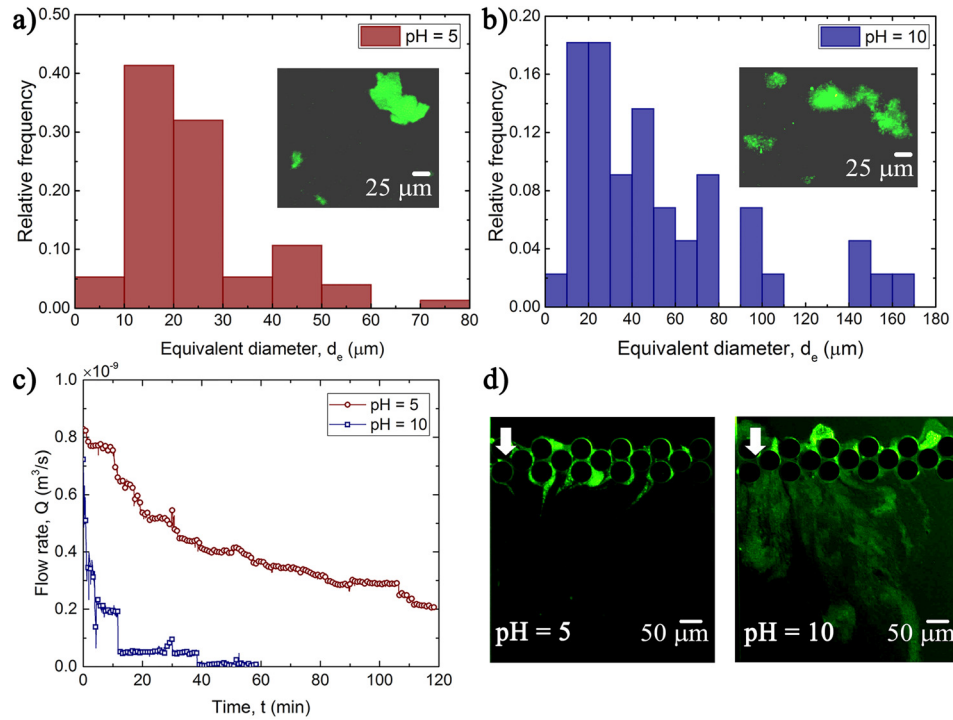 a)
pH = 5
0.50
0.40
0.30
0.20
0.10
0.00
Relative frequency
25 μm
0 10 20 30 40 50 60 70 80
Equivalent diameter, d_e (μm)
b)
pH = 10
0.20
0.16
0.12
0.08
0.04
0.00
Relative frequency
25 μm
0 20 40 60 80 100 120 140 160 180
Equivalent diameter, d_e (μm)
c)
×10⁻⁹
1.0
0.8
0.6
0.4
0.2
0.0
Flow rate, Q (m³/s)
pH = 5
pH = 10
0 20 40 60 80 100 120
Time, t (min)
d)
pH = 5
50 μm
pH = 10
50 μm